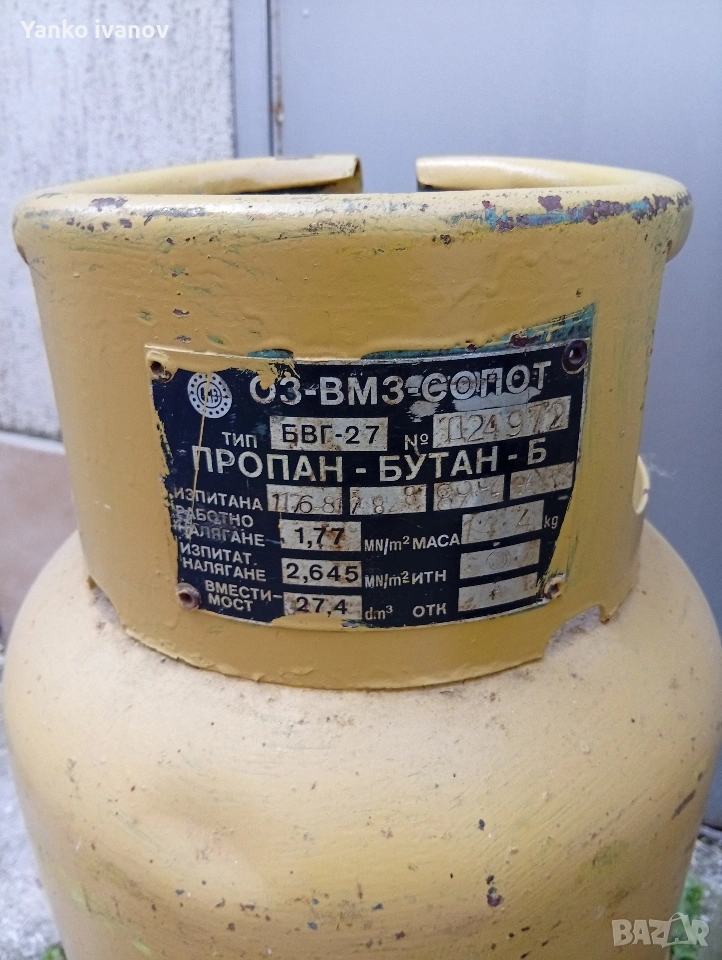 Yanko ivanov
ОЗ-ВМЗ-СОПОТ
ТИП БВГ-27 №
ПРОПАН - БУТАН - Б
ИЗПИТАНА
РАБОТНО
НАЛЯГАНЕ 1,77 MN/m² МАСА kg
ИЗПИТАТ.
НАЛЯГАНЕ 2,645 MN/m² ИТН
ВМЕСТИ-
МОСТ 27,4 dm³ ОТК
BAZAR